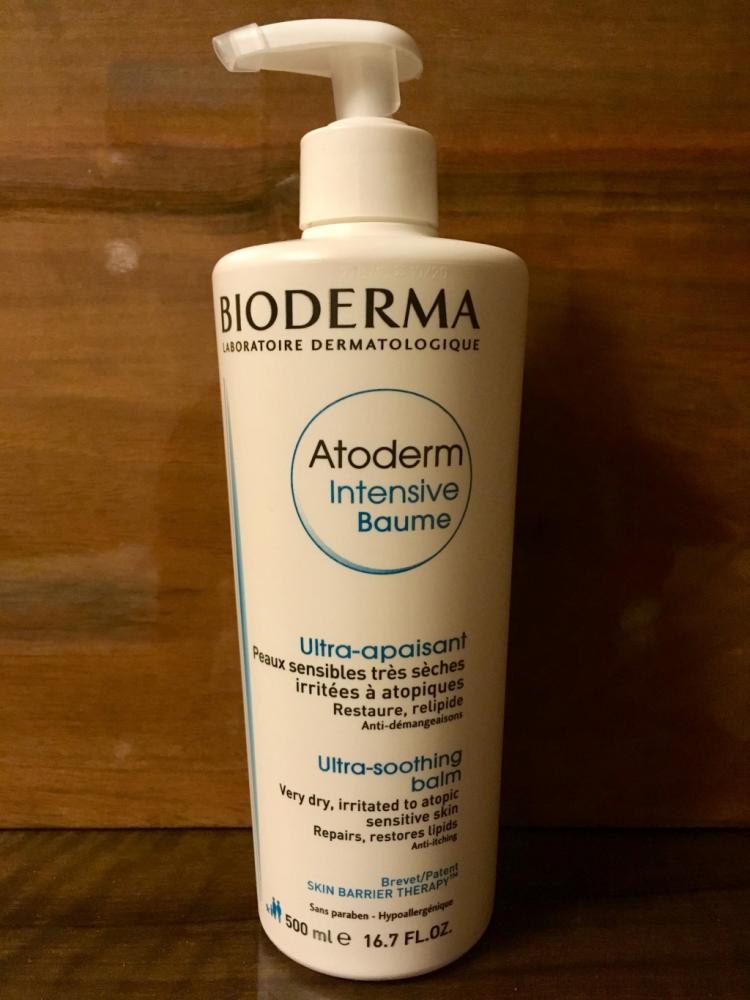 BIODERMA
LABORATOIRE DERMATOLOGIQUE
Atoderm
Intensive
Baume
Ultra-apaisant
Peaux sensibles très sèches
irritées à atopiques
Restaure, relipide
Anti-démangeaisons
Ultra-soothing
balm
Very dry, irritated to atopic
sensitive skin
Repairs, restores lipids
Anti-itching
Brevet/Patent
SKIN BARRIER THERAPY™
Sans paraben - Hypoallergénique
500 ml ℮ 16.7 FL.OZ.